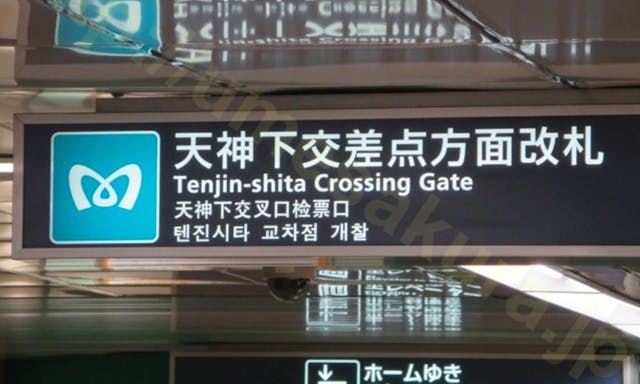 天神下交差点方面改札
Tenjin-shita Crossing Gate
天神下交叉口检票口
텐진시타 교차점 개찰
ホームゆき